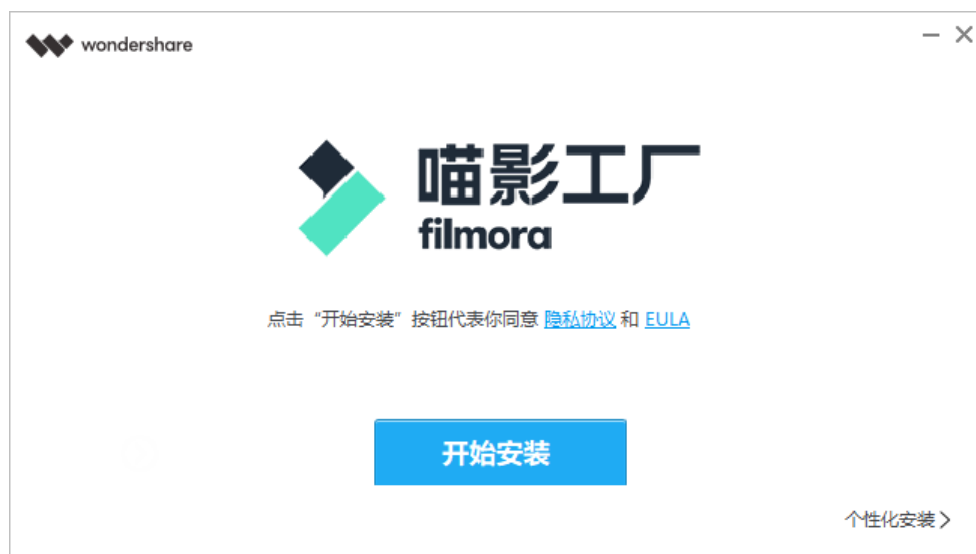 wondershare
喵影工厂
filmora
点击“开始安装”按钮代表你同意 隐私协议 和 EULA
开始安装
个性化安装